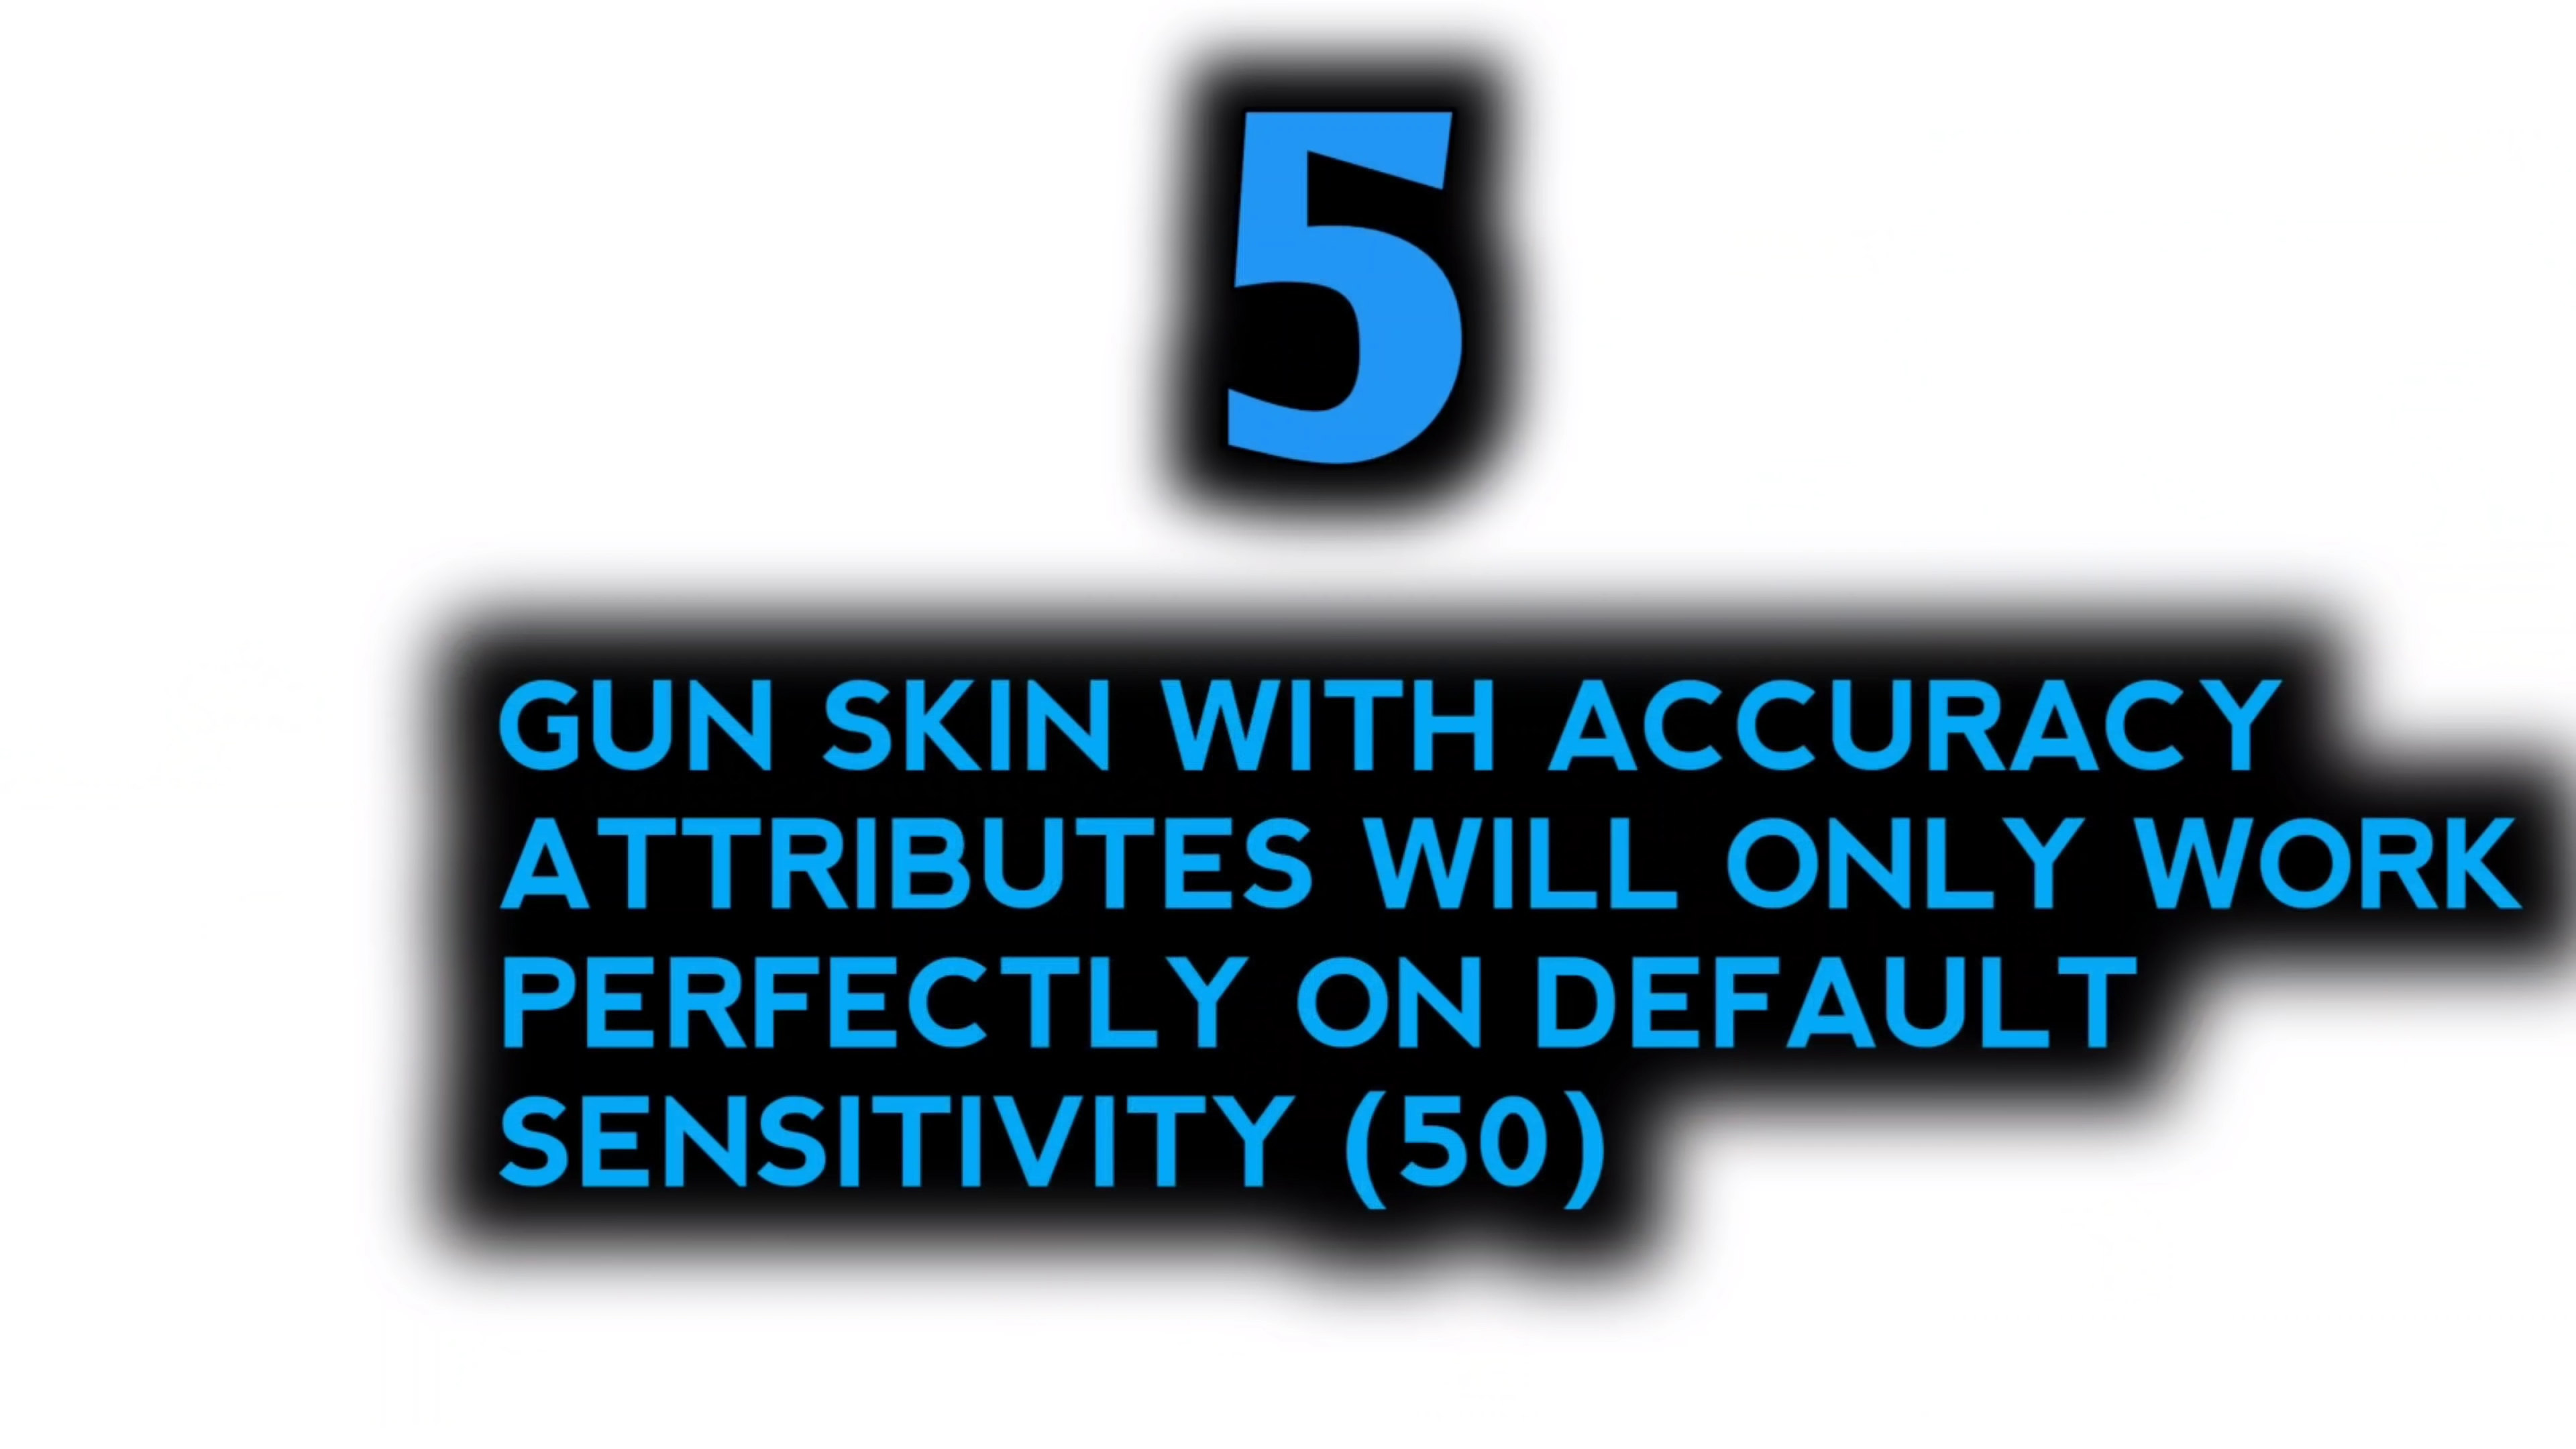 5
GUN SKIN WITH ACCURACY
ATTRIBUTES WILL ONLY WORK
PERFECTLY ON DEFAULT
SENSITIVITY (50)